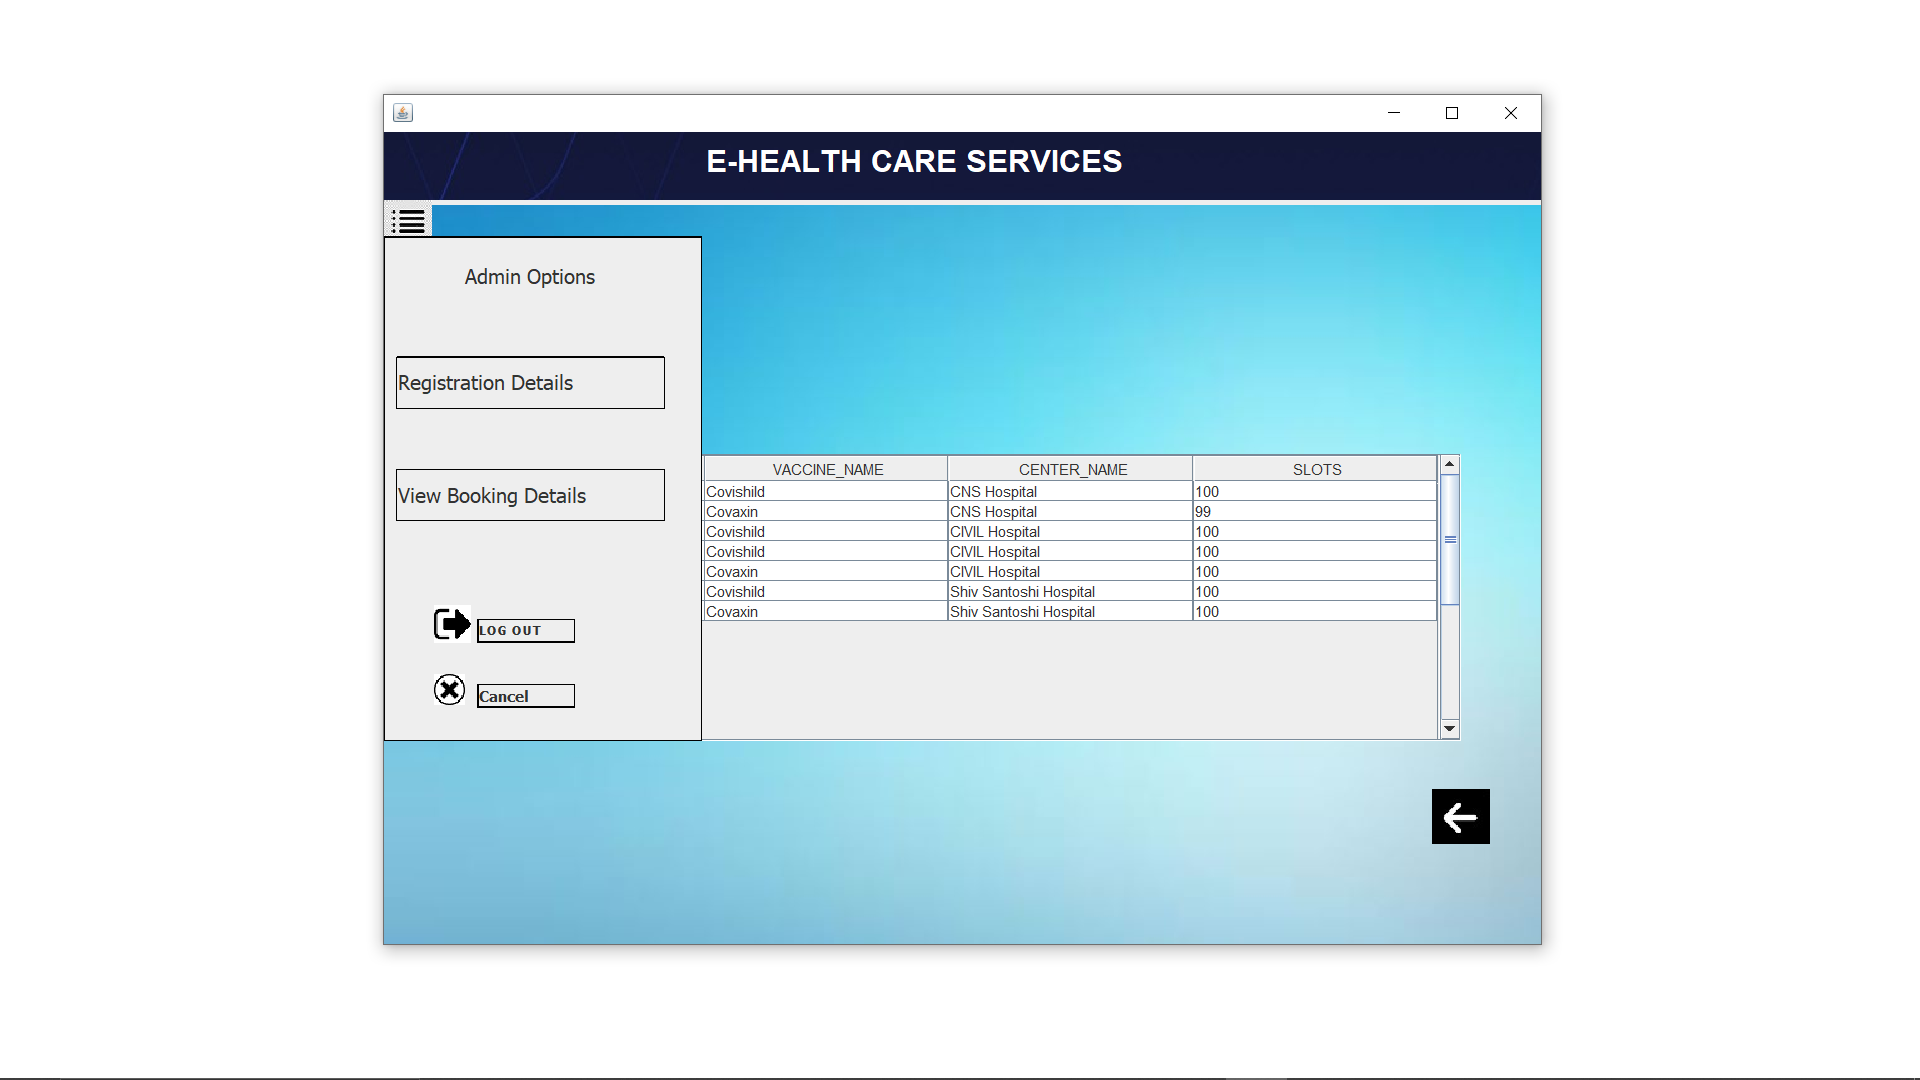 E-HEALTH CARE SERVICES
Admin Options
Registration Details
View Booking Details
LOG OUT
Cancel
VACCINE_NAME CENTER_NAME SLOTS
Covishild CNS Hospital 100
Covaxin CNS Hospital 99
Covishild CIVIL Hospital 100
Covishild CIVIL Hospital 100
Covaxin CIVIL Hospital 100
Covishild Shiv Santoshi Hospital 100
Covaxin Shiv Santoshi Hospital 100